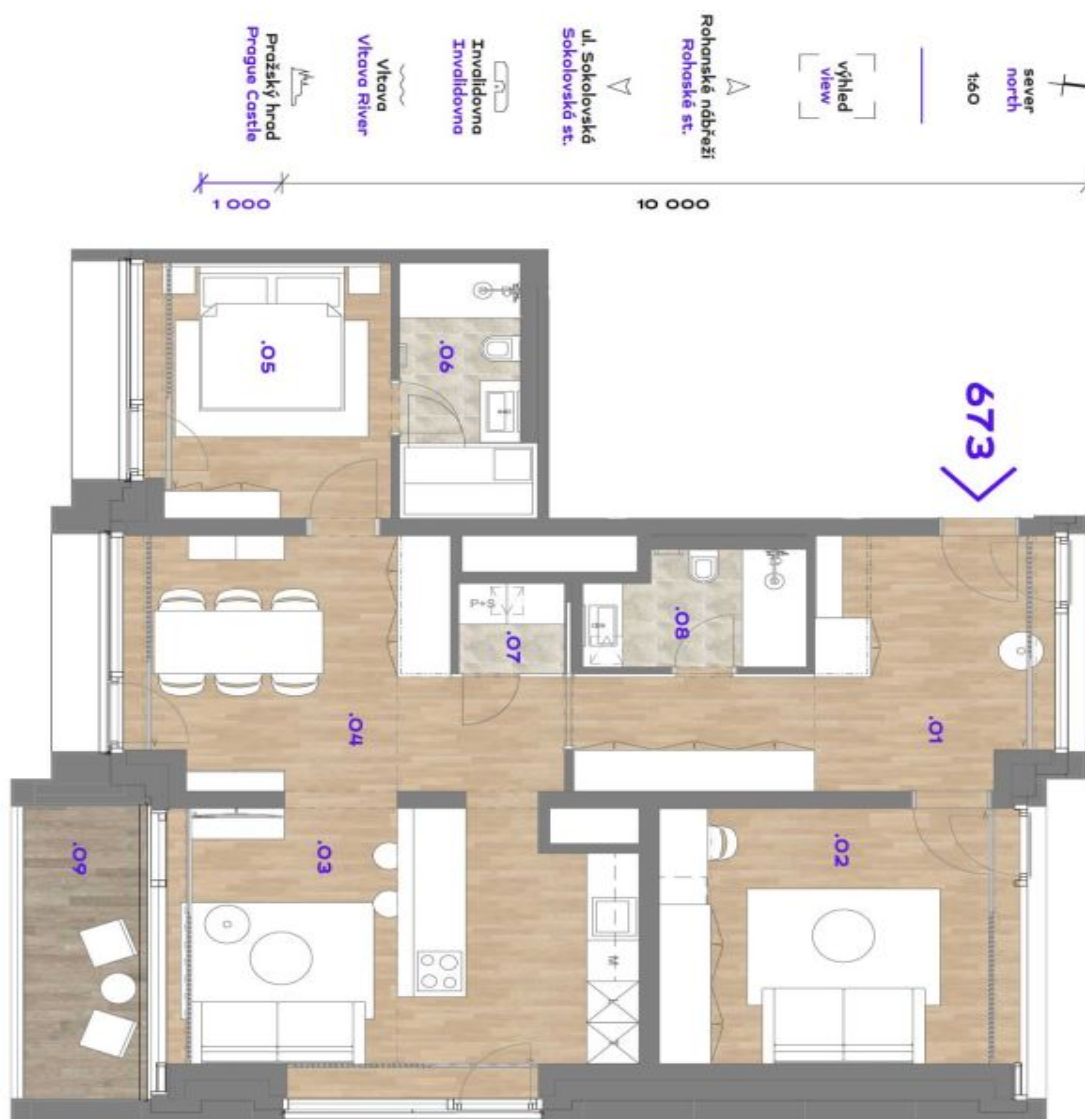 sever
north
1:60
výhled
view
Rohanské nábřeží
Rohaské st.
ul. Sokolovská
Sokolovská st.
Invalidovna
Invalidovna
Vltava
Vltava River
Pražský hrad
Prague Castle
1 000
10 000
673
.05
.06
P+S
.07
.08
.04
.01
.03
.02
.09
M